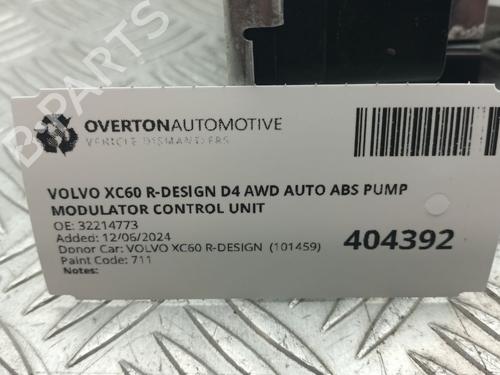 B-PARTS
OVERTONAUTOMOTIVE
VEHICLE DISMANTLERS
VOLVO XC60 R-DESIGN D4 AWD AUTO ABS PUMP
MODULATOR CONTROL UNIT
OE: 32214773
Added: 12/06/2024
Donor Car: VOLVO XC60 R-DESIGN (101459)
Paint Code: 711
Notes:
404392